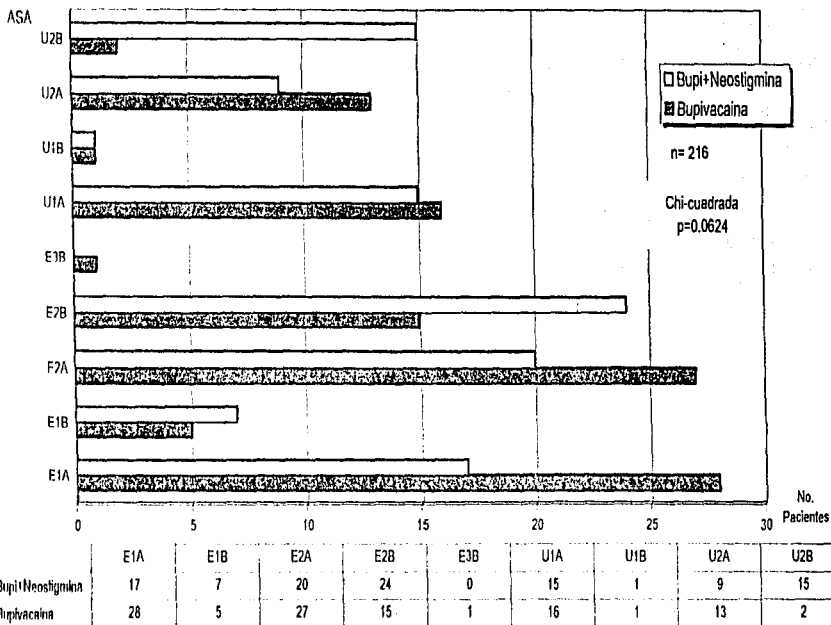 ASA
U2B
U2A
U1B
U1A
E3B
E2B
E2A
E1B
E1A
Bupi+Neostigmina
Bupivacaina
n= 216
Chi-cuadrada
p=0.0624
0 5 10 15 20 25 30
No.
Pacientes
E1A E1B E2A E2B E3B U1A U1B U2A U2B
Bupi+Neostigmina 17 7 20 24 0 15 1 9 15
Bupivacaina 28 5 27 15 1 16 1 13 2